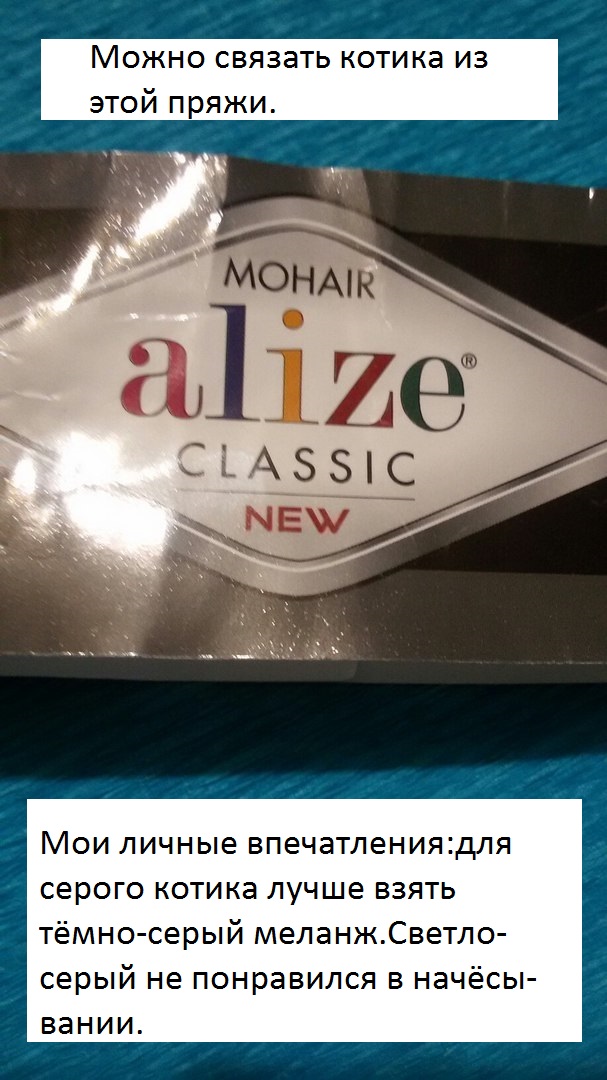 Можно связать котика из
этой пряжи.
MOHAIR
alize®
CLASSIC
NEW
Мои личные впечатления:для
серого котика лучше взять
тёмно-серый меланж.Светло-
серый не понравился в начёсы-
вании.